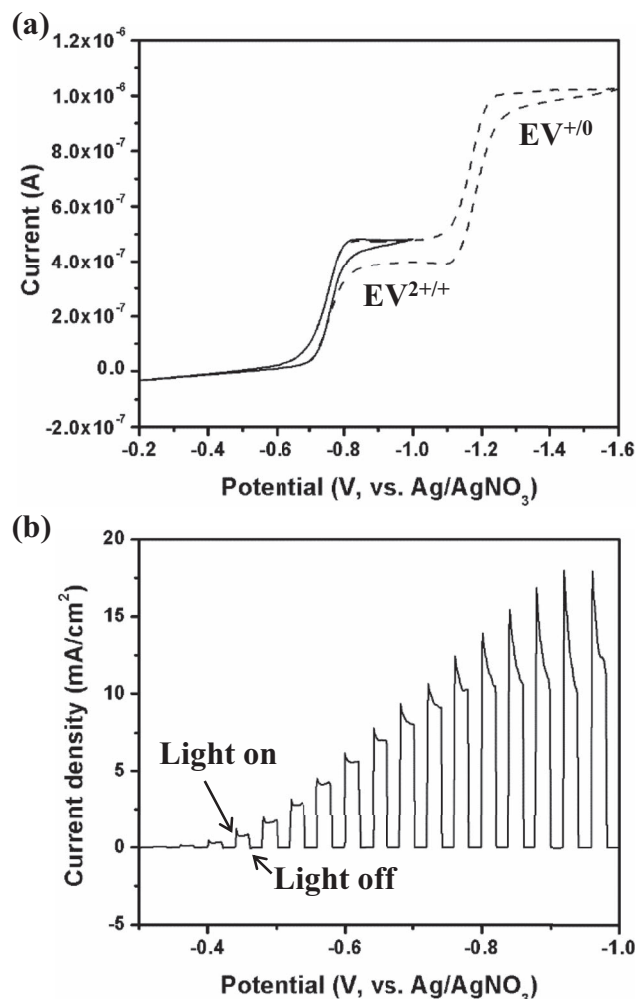 (a)
1.2x10⁻⁶
1.0x10⁻⁶
8.0x10⁻⁷
6.0x10⁻⁷
4.0x10⁻⁷
2.0x10⁻⁷
0.0
-2.0x10⁻⁷
Current (A)
EV⁺/⁰
EV²⁺/⁺
-0.2 -0.4 -0.6 -0.8 -1.0 -1.2 -1.4 -1.6
Potential (V, vs. Ag/AgNO₃)
(b)
20
15
10
5
0
-5
Current density (mA/cm²)
Light on
Light off
-0.4 -0.6 -0.8 -1.0
Potential (V, vs. Ag/AgNO₃)